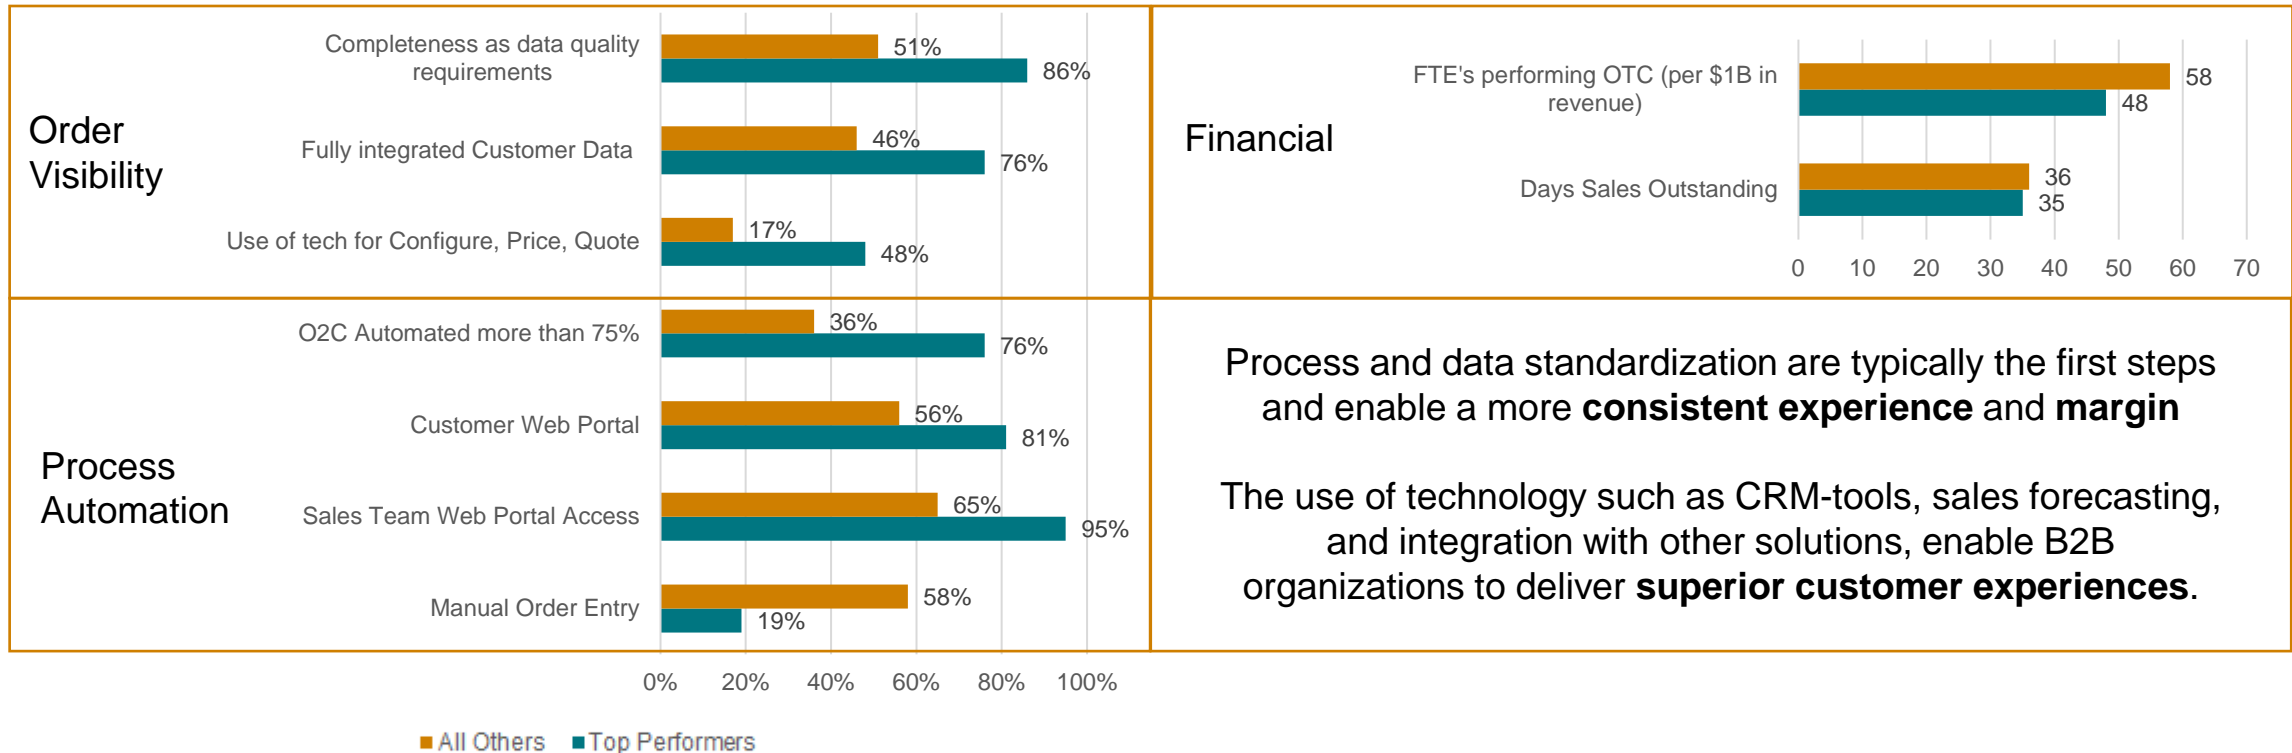 Order
Visibility
Completeness as data quality
requirements
51%
86%
Fully integrated Customer Data
46%
76%
Use of tech for Configure, Price, Quote
17%
48%
Process
Automation
O2C Automated more than 75%
36%
76%
Customer Web Portal
56%
81%
Sales Team Web Portal Access
65%
95%
Manual Order Entry
58%
19%
0% 20% 40% 60% 80% 100%
All Others Top Performers
Financial
FTE's performing OTC (per $1B in
revenue)
58
48
Days Sales Outstanding
36
35
0 10 20 30 40 50 60 70
Process and data standardization are typically the first steps
and enable a more consistent experience and margin
The use of technology such as CRM-tools, sales forecasting,
and integration with other solutions, enable B2B
organizations to deliver superior customer experiences.